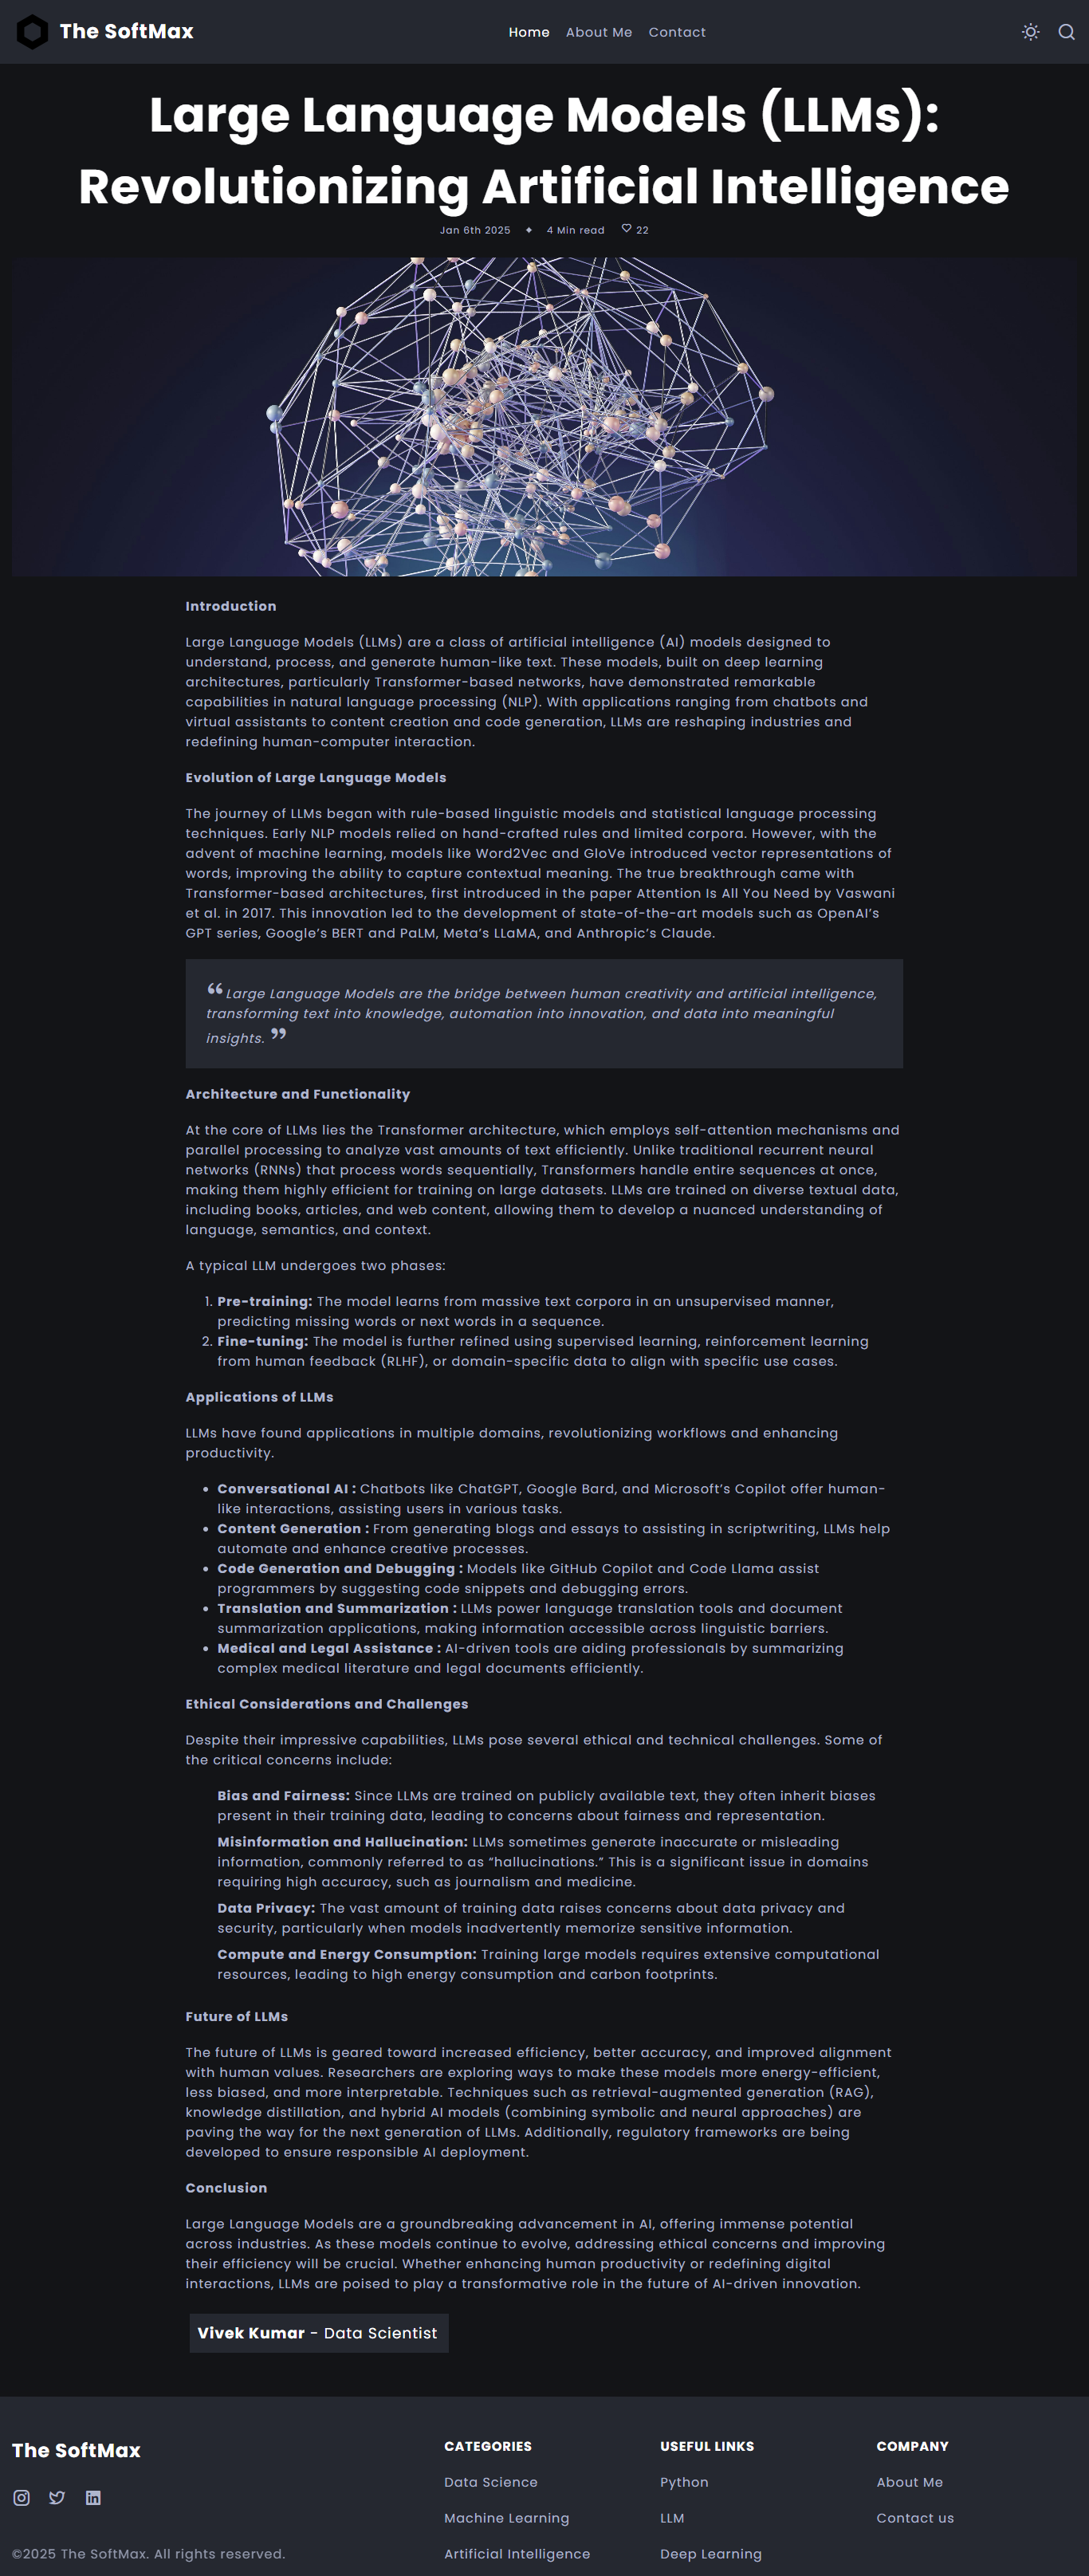 The SoftMax
Home About Me Contact
Large Language Models (LLMs):
Revolutionizing Artificial Intelligence
Jan 6th 2025 ◆ 4 Min read 22
Introduction
Large Language Models (LLMs) are a class of artificial intelligence (AI) models designed to
understand, process, and generate human-like text. These models, built on deep learning
architectures, particularly Transformer-based networks, have demonstrated remarkable
capabilities in natural language processing (NLP). With applications ranging from chatbots and
virtual assistants to content creation and code generation, LLMs are reshaping industries and
redefining human-computer interaction.
Evolution of Large Language Models
The journey of LLMs began with rule-based linguistic models and statistical language processing
techniques. Early NLP models relied on hand-crafted rules and limited corpora. However, with the
advent of machine learning, models like Word2Vec and GloVe introduced vector representations of
words, improving the ability to capture contextual meaning. The true breakthrough came with
Transformer-based architectures, first introduced in the paper Attention Is All You Need by Vaswani
et al. in 2017. This innovation led to the development of state-of-the-art models such as OpenAI's
GPT series, Google's BERT and PaLM, Meta's LLaMA, and Anthropic's Claude.
“ Large Language Models are the bridge between human creativity and artificial intelligence,
transforming text into knowledge, automation into innovation, and data into meaningful
insights. ”
Architecture and Functionality
At the core of LLMs lies the Transformer architecture, which employs self-attention mechanisms and
parallel processing to analyze vast amounts of text efficiently. Unlike traditional recurrent neural
networks (RNNs) that process words sequentially, Transformers handle entire sequences at once,
making them highly efficient for training on large datasets. LLMs are trained on diverse textual data,
including books, articles, and web content, allowing them to develop a nuanced understanding of
language, semantics, and context.
A typical LLM undergoes two phases:
1. Pre-training: The model learns from massive text corpora in an unsupervised manner,
predicting missing words or next words in a sequence.
2. Fine-tuning: The model is further refined using supervised learning, reinforcement learning
from human feedback (RLHF), or domain-specific data to align with specific use cases.
Applications of LLMs
LLMs have found applications in multiple domains, revolutionizing workflows and enhancing
productivity.
• Conversational AI : Chatbots like ChatGPT, Google Bard, and Microsoft's Copilot offer human-
like interactions, assisting users in various tasks.
• Content Generation : From generating blogs and essays to assisting in scriptwriting, LLMs help
automate and enhance creative processes.
• Code Generation and Debugging : Models like GitHub Copilot and Code Llama assist
programmers by suggesting code snippets and debugging errors.
• Translation and Summarization : LLMs power language translation tools and document
summarization applications, making information accessible across linguistic barriers.
• Medical and Legal Assistance : AI-driven tools are aiding professionals by summarizing
complex medical literature and legal documents efficiently.
Ethical Considerations and Challenges
Despite their impressive capabilities, LLMs pose several ethical and technical challenges. Some of
the critical concerns include:
Bias and Fairness: Since LLMs are trained on publicly available text, they often inherit biases
present in their training data, leading to concerns about fairness and representation.
Misinformation and Hallucination: LLMs sometimes generate inaccurate or misleading
information, commonly referred to as “hallucinations.” This is a significant issue in domains
requiring high accuracy, such as journalism and medicine.
Data Privacy: The vast amount of training data raises concerns about data privacy and
security, particularly when models inadvertently memorize sensitive information.
Compute and Energy Consumption: Training large models requires extensive computational
resources, leading to high energy consumption and carbon footprints.
Future of LLMs
The future of LLMs is geared toward increased efficiency, better accuracy, and improved alignment
with human values. Researchers are exploring ways to make these models more energy-efficient,
less biased, and more interpretable. Techniques such as retrieval-augmented generation (RAG),
knowledge distillation, and hybrid AI models (combining symbolic and neural approaches) are
paving the way for the next generation of LLMs. Additionally, regulatory frameworks are being
developed to ensure responsible AI deployment.
Conclusion
Large Language Models are a groundbreaking advancement in AI, offering immense potential
across industries. As these models continue to evolve, addressing ethical concerns and improving
their efficiency will be crucial. Whether enhancing human productivity or redefining digital
interactions, LLMs are poised to play a transformative role in the future of AI-driven innovation.
Vivek Kumar - Data Scientist
The SoftMax
©2025 The SoftMax. All rights reserved.
CATEGORIES
Data Science
Machine Learning
Artificial Intelligence
USEFUL LINKS
Python
LLM
Deep Learning
COMPANY
About Me
Contact us